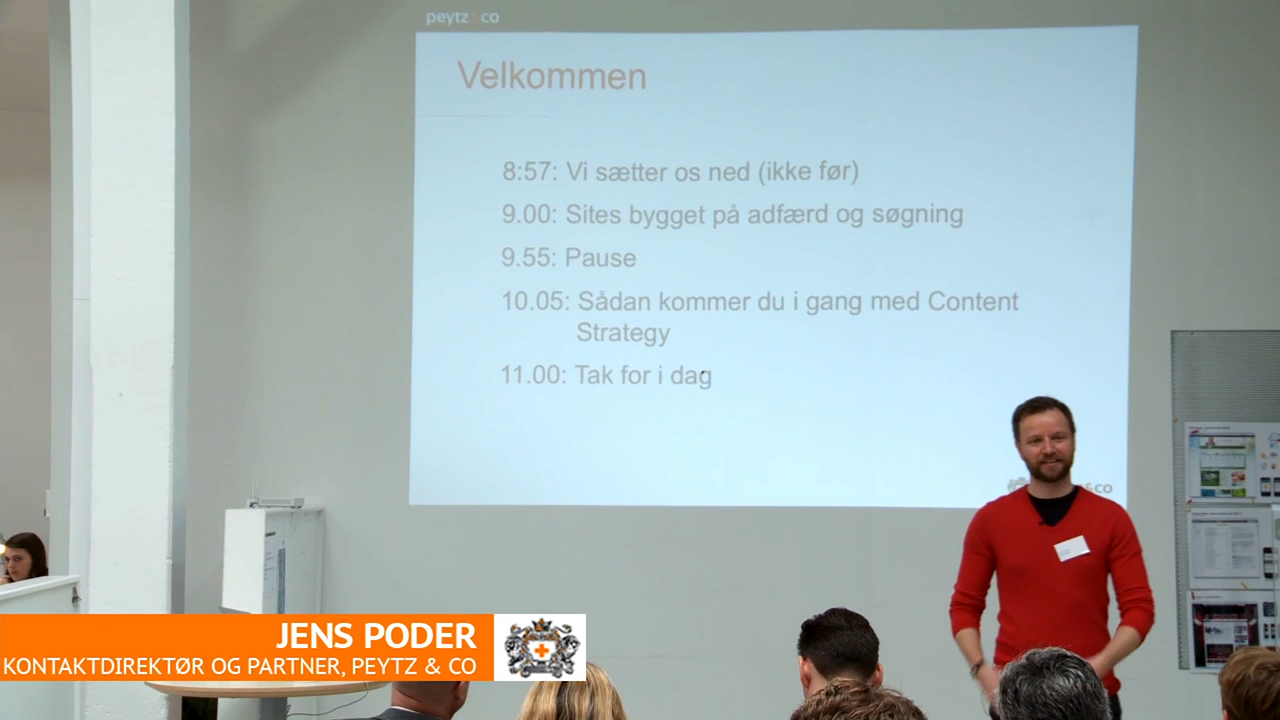 peytz co
Velkommen
8:57: Vi sætter os ned (ikke før)
9.00: Sites bygget på adfærd og søgning
9.55: Pause
10.05: Sådan kommer du i gang med Content
Strategy
11.00: Tak for i dag
&co
JENS PODER
KONTAKTDIREKTØR OG PARTNER, PEYTZ & CO